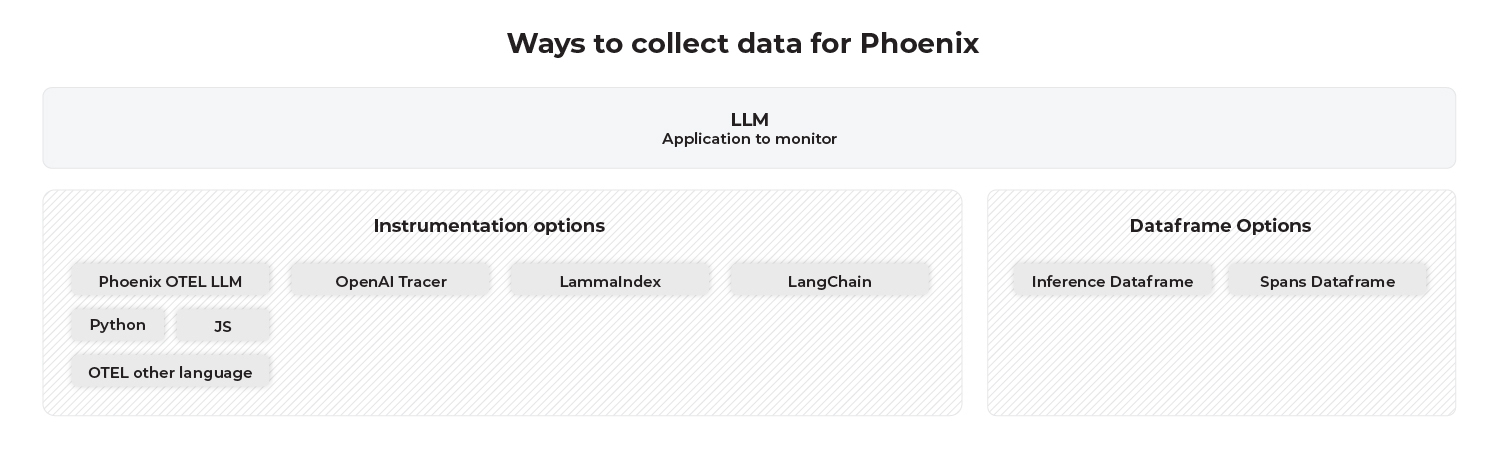 Ways to collect data for Phoenix
LLM
Application to monitor
Instrumentation options
Phoenix OTEL LLM
OpenAI Tracer
LammaIndex
LangChain
Python
JS
OTEL other language
Dataframe Options
Inference Dataframe
Spans Dataframe